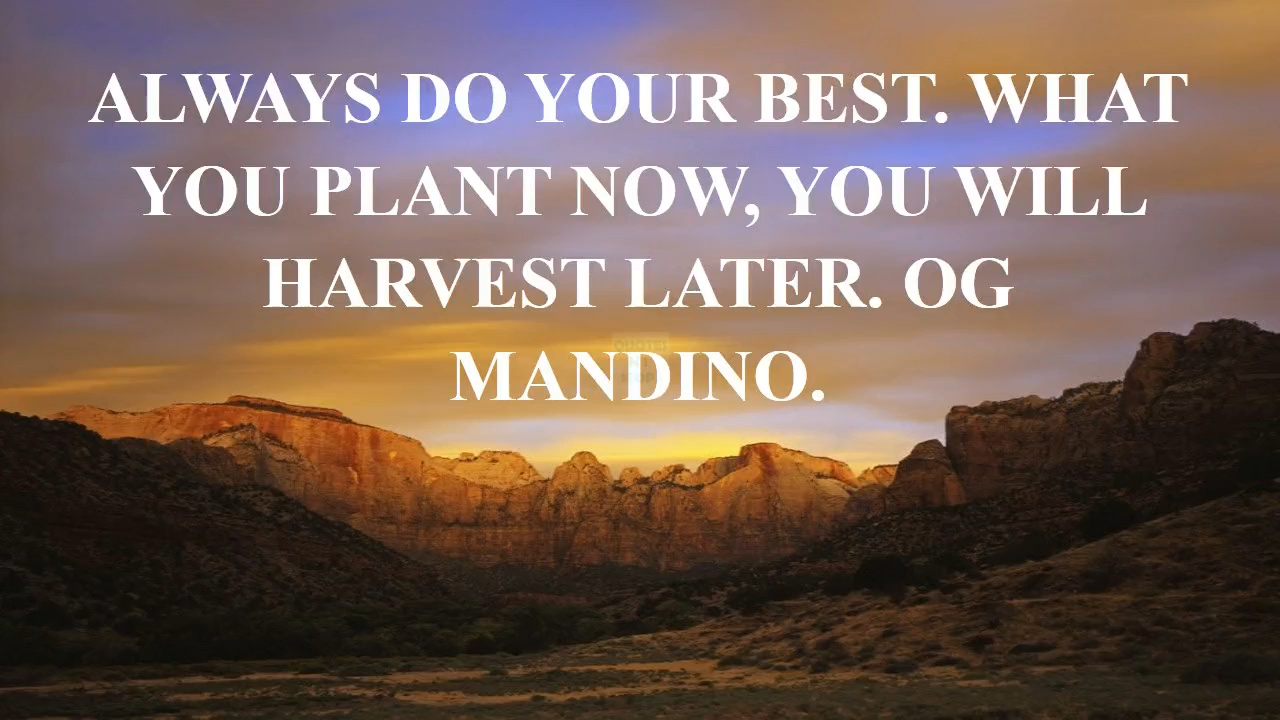 ALWAYS DO YOUR BEST. WHAT
YOU PLANT NOW, YOU WILL
HARVEST LATER. OG
MANDINO.